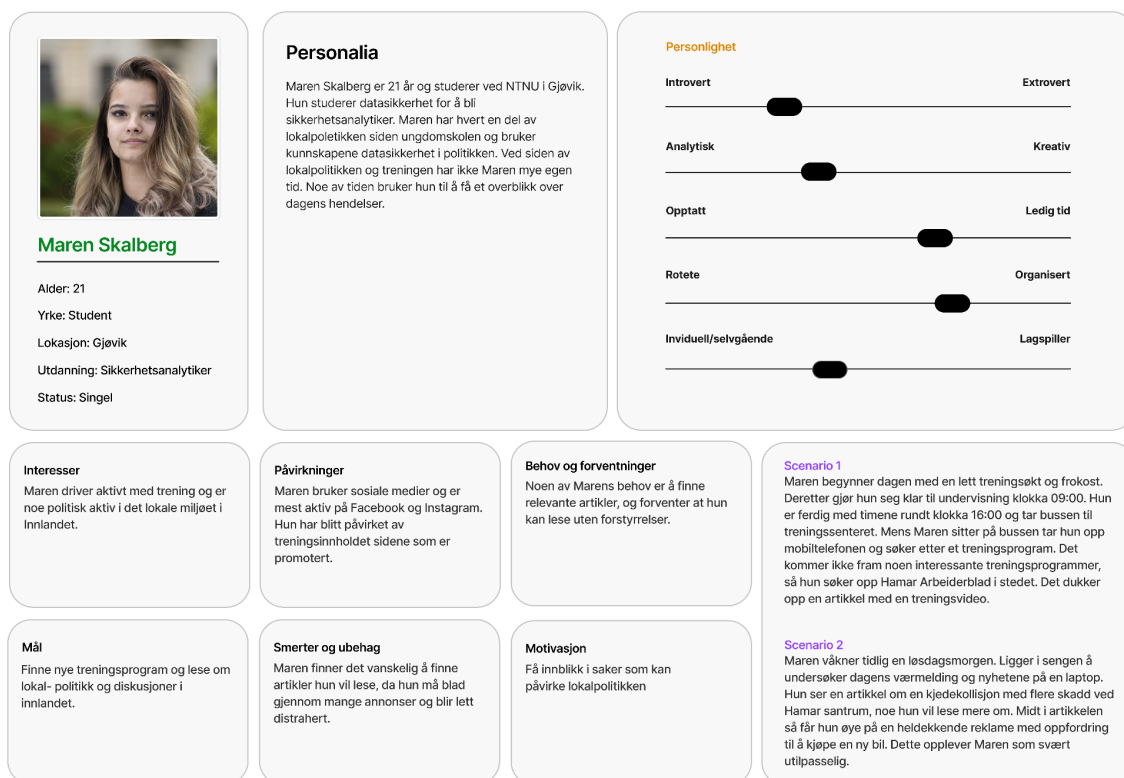 Maren Skalberg
Alder: 21
Yrke: Student
Lokasjon: Gjøvik
Utdanning: Sikkerhetsanalytiker
Status: Singel
Personalia
Maren Skalberg er 21 år og studerer ved NTNU i Gjøvik.
Hun studerer datasikkerhet for å bli
sikkerhetsanalytiker. Maren har hvert en del av
lokalpoletikken siden ungdomskolen og bruker
kunnskapene datasikkerhet i politikken. Ved siden av
lokalpolitikken og treningen har ikke Maren mye egen
tid. Noe av tiden bruker hun til å få et overblikk over
dagens hendelser.
Personlighet
Introvert Extrovert
Analytisk Kreativ
Opptatt Ledig tid
Rotete Organisert
Inviduell/selvgående Lagspiller
Interesser
Maren driver aktivt med trening og er
noe politisk aktiv i det lokale miljøet i
Innlandet.
Påvirkninger
Maren bruker sosiale medier og er
mest aktiv på Facebook og Instagram.
Hun har blitt påvirket av
treningsinnholdet sidene som er
promotert.
Behov og forventninger
Noen av Marens behov er å finne
relevante artikler, og forventer at hun
kan lese uten forstyrrelser.
Mål
Finne nye treningsprogram og lese om
lokal- politikk og diskusjoner i
innlandet.
Smerter og ubehag
Maren finner det vanskelig å finne
artikler hun vil lese, da hun må blad
gjennom mange annonser og blir lett
distrahert.
Motivasjon
Få innblikk i saker som kan
påvirke lokalpolitikken
Scenario 1
Maren begynner dagen med en lett treningsøkt og frokost.
Deretter gjør hun seg klar til undervisning klokka 09:00. Hun
er ferdig med timene rundt klokka 16:00 og tar bussen til
treningssenteret. Mens Maren sitter på bussen tar hun opp
mobiltelefonen og søker etter et treningsprogram. Det
kommer ikke fram noen interessante treningsprogrammer,
så hun søker opp Hamar Arbeiderblad i stedet. Det dukker
opp en artikkel med en treningsvideo.
Scenario 2
Maren våkner tidlig en løsdagsmorgen. Ligger i sengen å
undersøker dagens værmelding og nyhetene på en laptop.
Hun ser en artikkel om en kjedekollisjon med flere skadd ved
Hamar santrum, noe hun vil lese mere om. Midt i artikkelen
så får hun øye på en heldekkende reklame med oppfordring
til å kjøpe en ny bil. Dette opplever Maren som svært
utilpasselig.